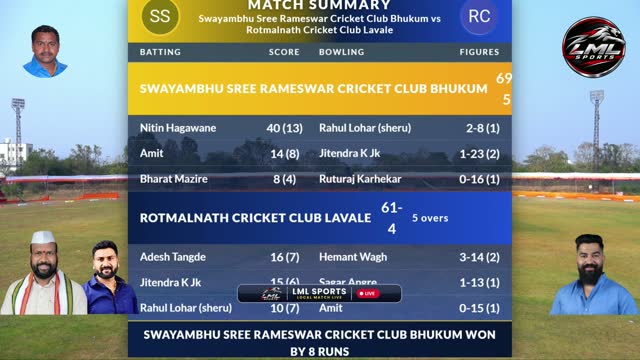 MATCH SUMMARY
SS
Swayambhu Sree Rameswar Cricket Club Bhukum vs
Rotmalnath Cricket Club Lavale
RC
LML
SPORTS
BATTING SCORE BOWLING FIGURES
SWAYAMBHU SREE RAMESWAR CRICKET CLUB BHUKUM 69
5
Nitin Hagawane 40 (13) Rahul Lohar (sheru) 2-8 (1)
Amit 14 (8) Jitendra K Jk 1-23 (2)
Bharat Mazire 8 (4) Ruturaj Karhekar 0-16 (1)
ROTMALNATH CRICKET CLUB LAVALE 61-
4 5 overs
Adesh Tangde 16 (7) Hemant Wagh 3-14 (2)
Jitendra K Jk 15 (6) Sagar Angre 1-13 (1)
LML SPORTS
LOCAL MATCH LIVE
LIVE
Rahul Lohar (sheru) 10 (7) Amit 0-15 (1)
SWAYAMBHU SREE RAMESWAR CRICKET CLUB BHUKUM WON
BY 8 RUNS